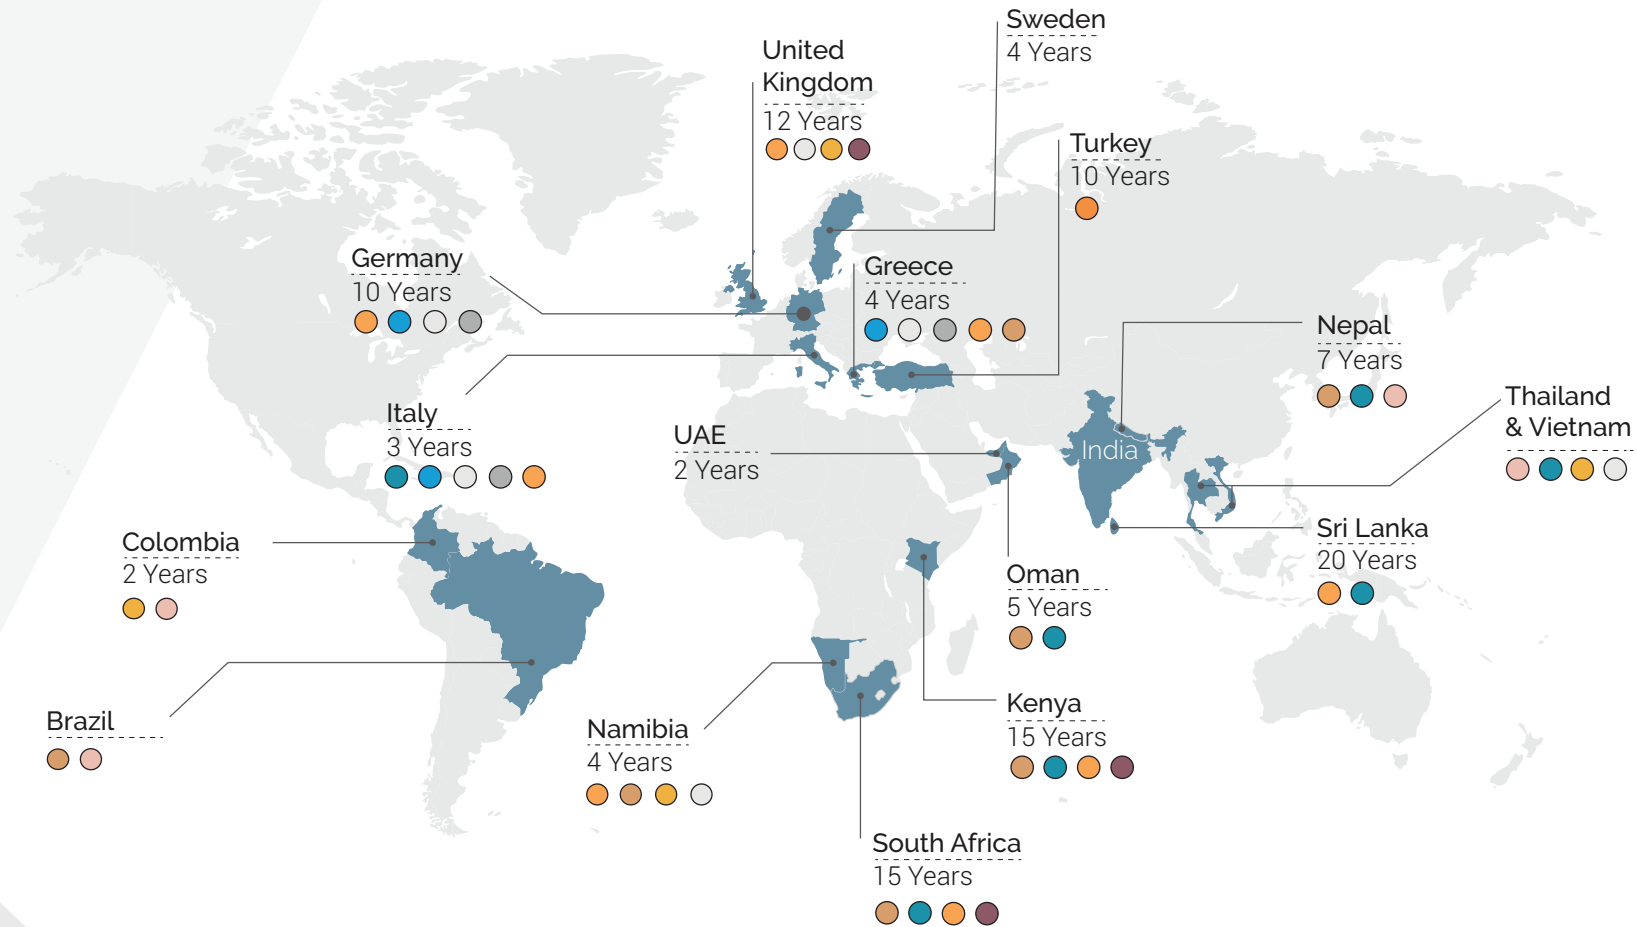 Sweden
4 Years
United
Kingdom
12 Years
Turkey
10 Years
Germany
10 Years
Greece
4 Years
Nepal
7 Years
Thailand
& Vietnam
Italy
3 Years
UAE
2 Years
India
Sri Lanka
20 Years
Colombia
2 Years
Oman
5 Years
Brazil
Namibia
4 Years
Kenya
15 Years
South Africa
15 Years